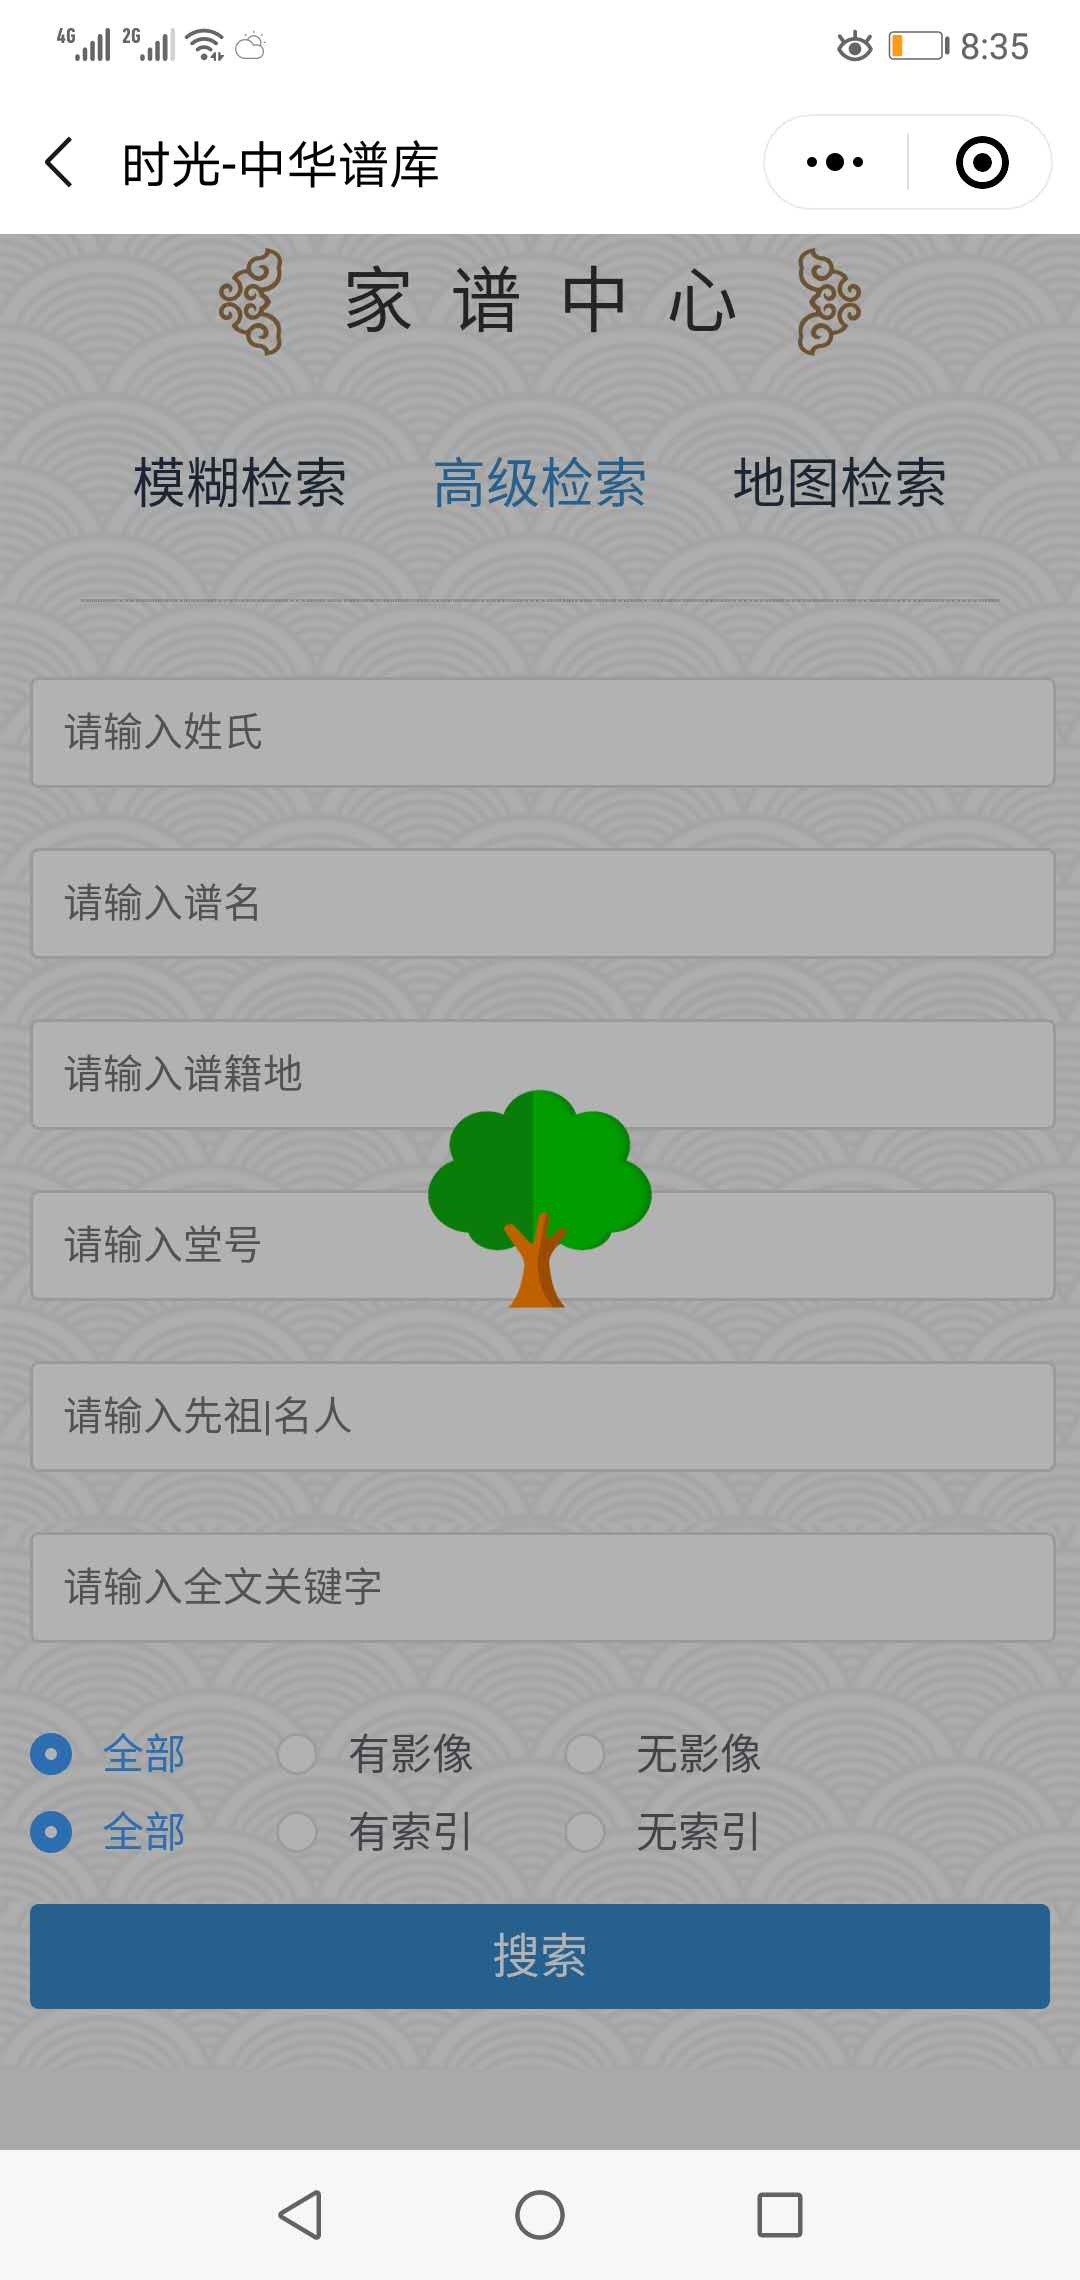 4G 2G 8:35
时光-中华谱库
家谱中心
模糊检索 高级检索 地图检索
请输入姓氏
请输入谱名
请输入谱籍地
请输入堂号
请输入先祖|名人
请输入全文关键字
全部 有影像 无影像
全部 有索引 无索引
搜索